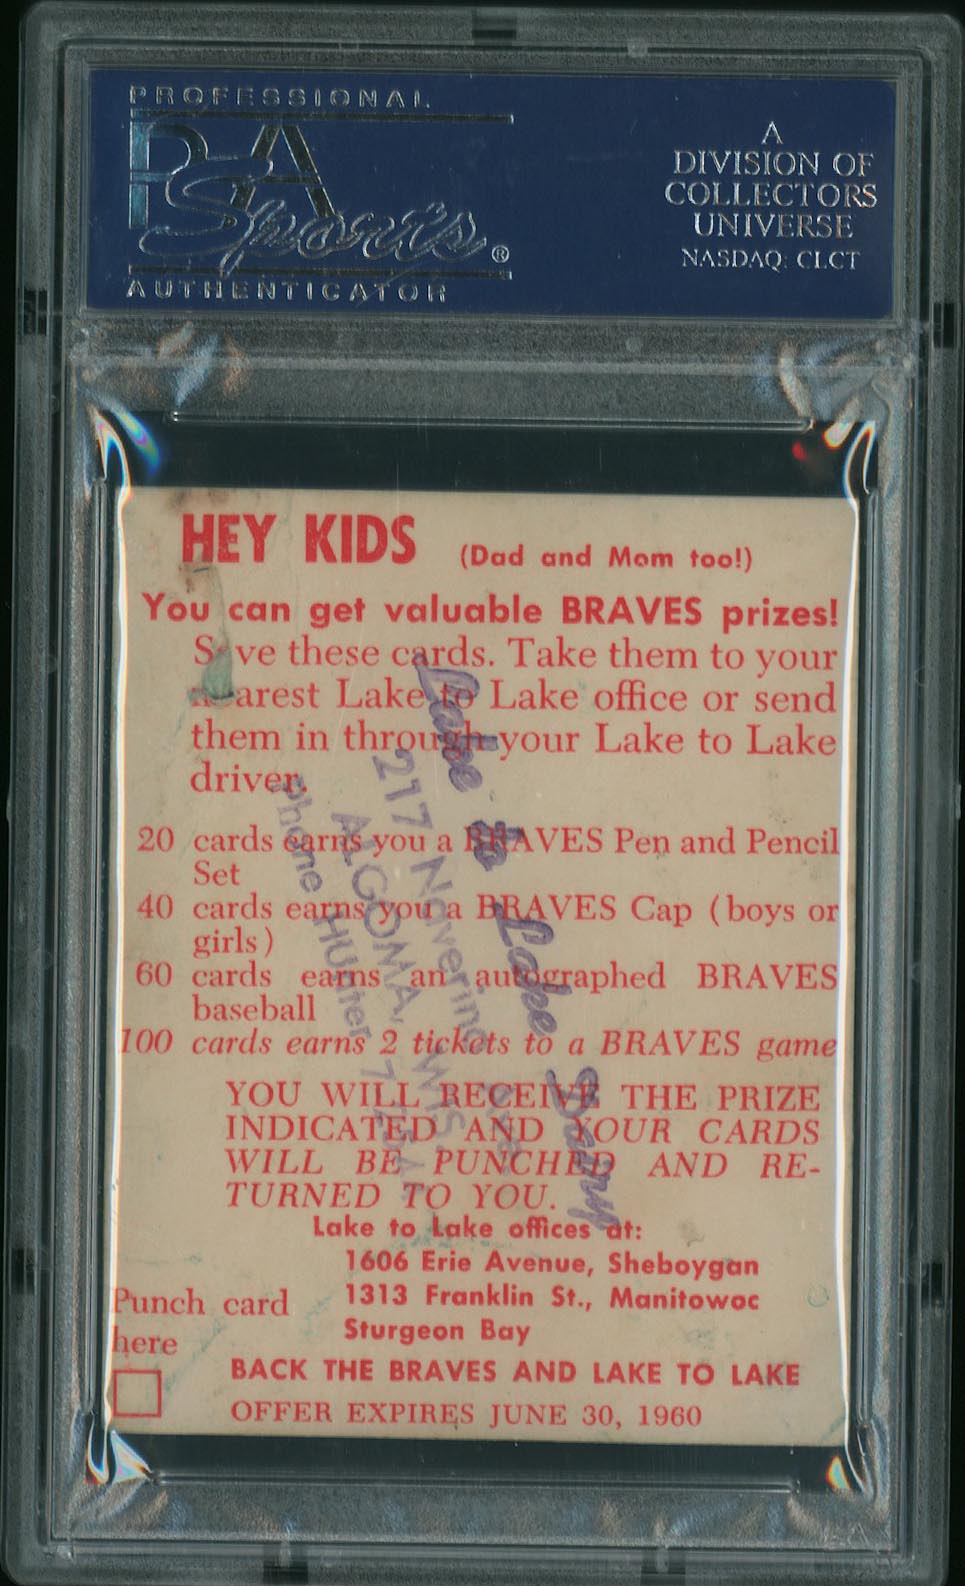 PROFESSIONAL
PSA
Sports®
AUTHENTICATOR
A
DIVISION OF
COLLECTORS
UNIVERSE
NASDAQ: CLCT
HEY KIDS (Dad and Mom too!)
You can get valuable BRAVES prizes!
Save these cards. Take them to your
nearest Lake to Lake office or send
them in through your Lake to Lake
driver.
20 cards earns you a BRAVES Pen and Pencil
Set
40 cards earns you a BRAVES Cap (boys or
girls)
60 cards earns an autographed BRAVES
baseball
100 cards earns 2 tickets to a BRAVES game
YOU WILL RECEIVE THE PRIZE
INDICATED AND YOUR CARDS
WILL BE PUNCHED AND RE-
TURNED TO YOU.
Lake to Lake offices at:
1606 Erie Avenue, Sheboygan
1313 Franklin St., Manitowoc
Sturgeon Bay
Punch card
here
BACK THE BRAVES AND LAKE TO LAKE
OFFER EXPIRES JUNE 30, 1960
Lake to Lake Dairy
217 Navarino Ave.
ALGOMA, WIS.
Phone HUnter